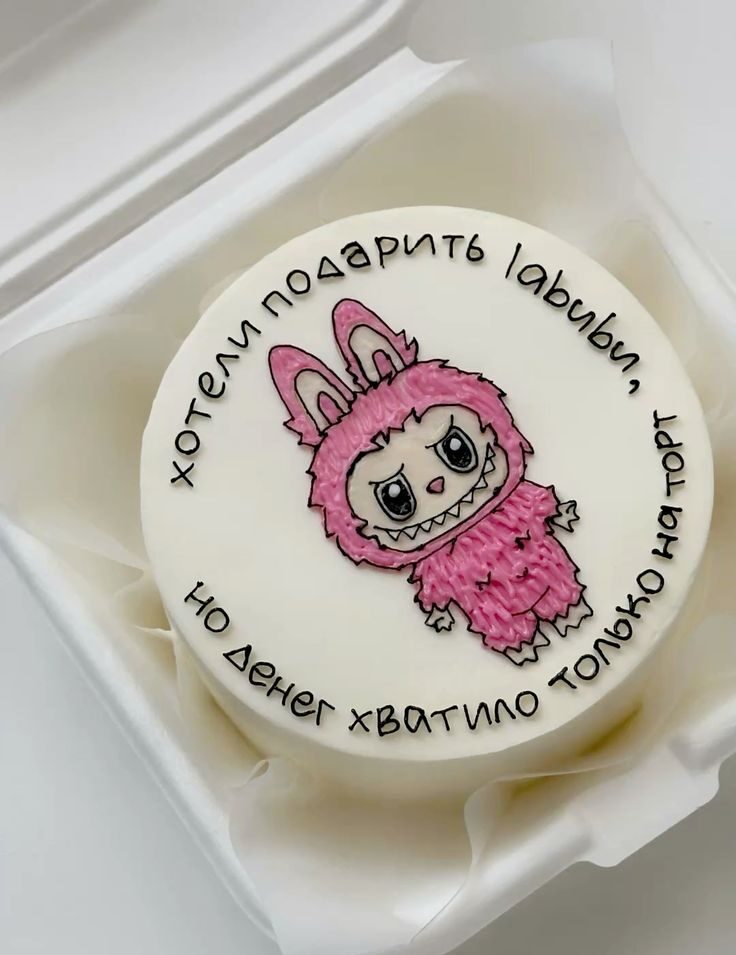 хотели подарить labubu,
но денег хватило только на торт